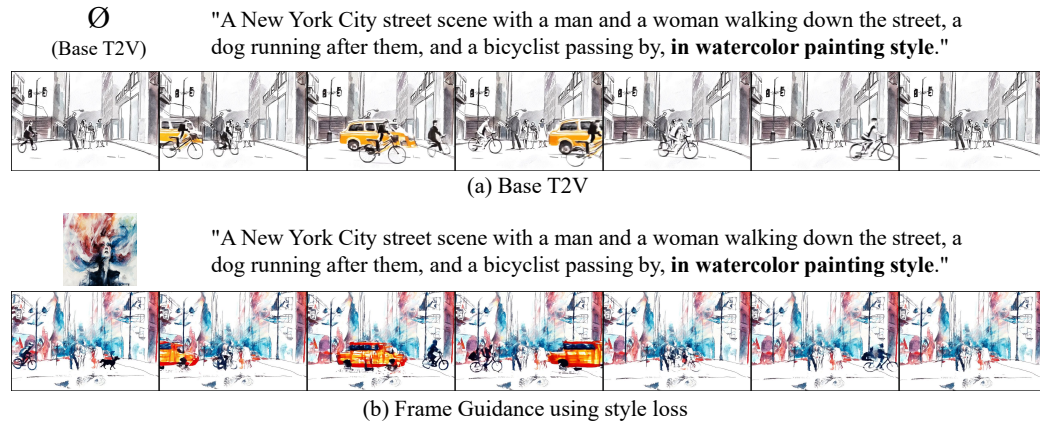 Ø
(Base T2V)
"A New York City street scene with a man and a woman walking down the street, a
dog running after them, and a bicyclist passing by, in watercolor painting style."
(a) Base T2V
"A New York City street scene with a man and a woman walking down the street, a
dog running after them, and a bicyclist passing by, in watercolor painting style."
(b) Frame Guidance using style loss